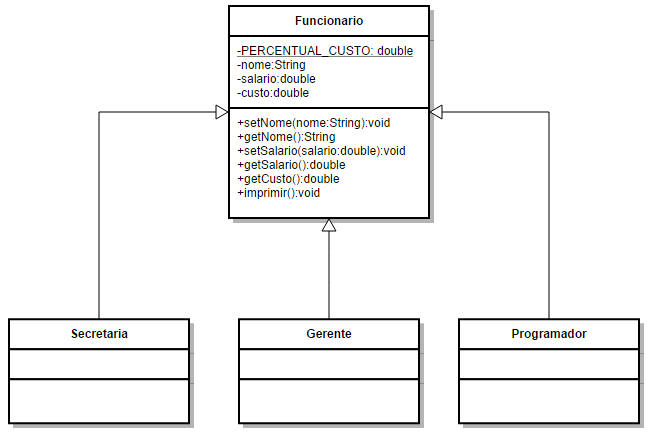 Funcionario
-PERCENTUAL_CUSTO: double
-nome:String
-salario:double
-custo:double
+setNome(nome:String):void
+getNome():String
+setSalario(salario:double):void
+getSalario():double
+getCusto():double
+imprimir():void
Secretaria
Gerente
Programador